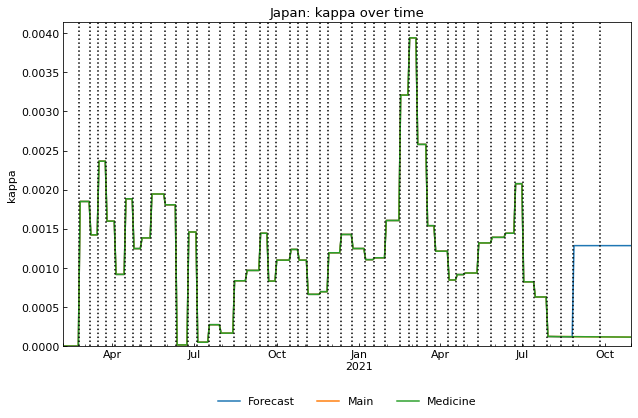 Japan: kappa over time
kappa
0.0040
0.0035
0.0030
0.0025
0.0020
0.0015
0.0010
0.0005
0.0000
Apr Jul Oct Jan Apr Jul Oct
2021
Forecast Main Medicine